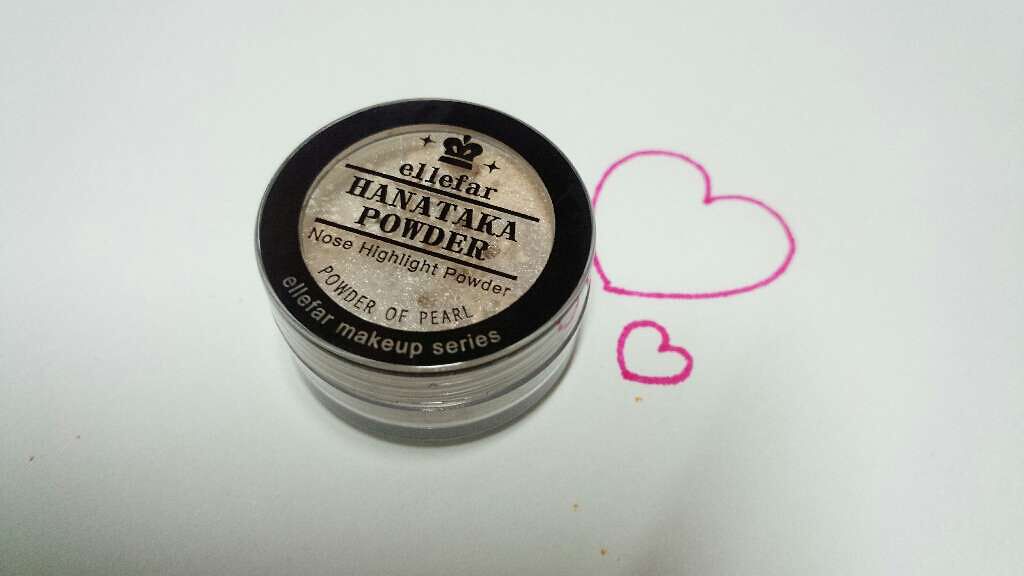 ellefar
HANATAKA
POWDER
Nose Highlight Powder
POWDER OF PEARL
ellefar makeup series